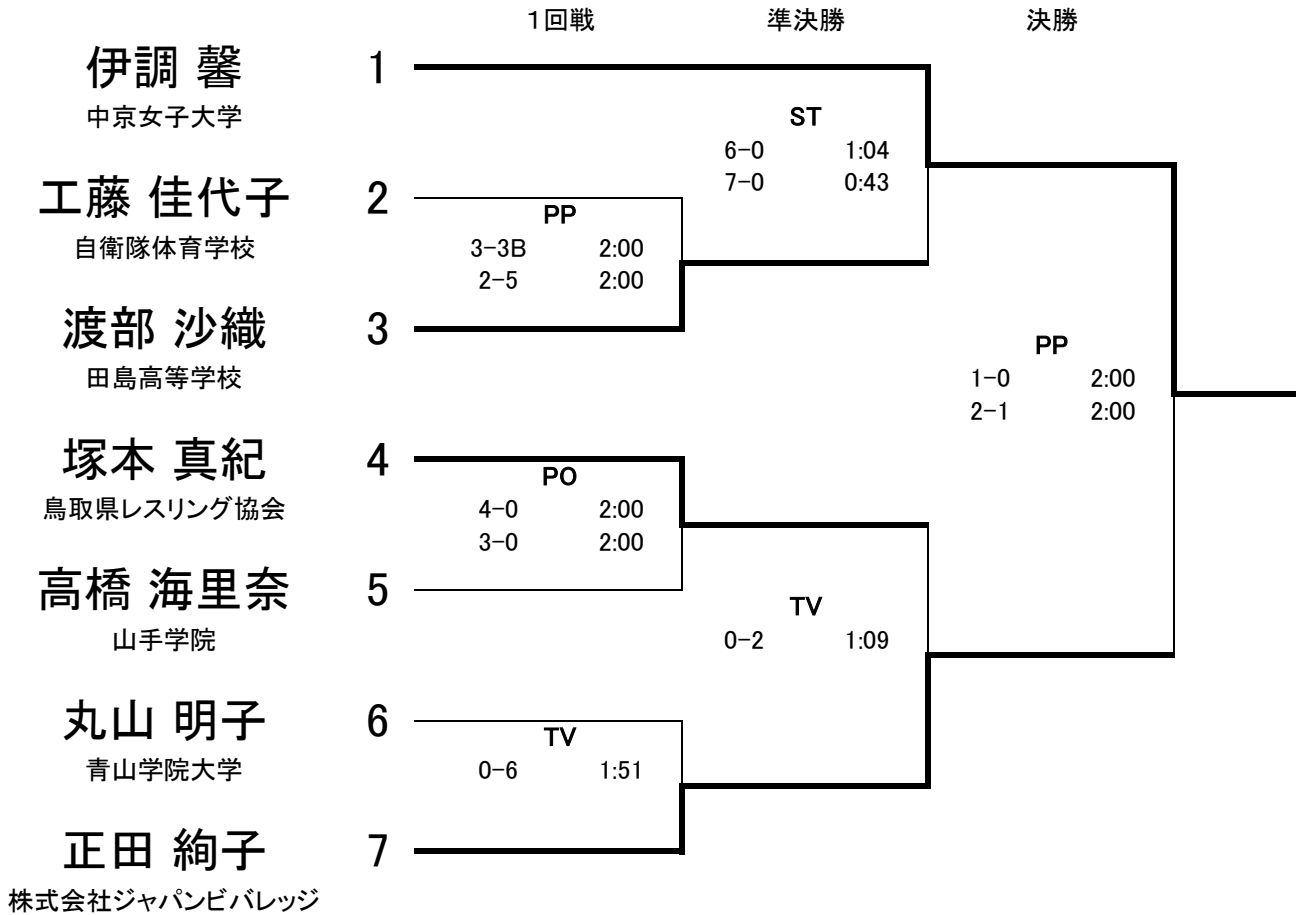 1回戦 準決勝 決勝
伊調 馨 1
中京女子大学
ST
6-0 1:04
7-0 0:43
工藤 佳代子 2
自衛隊体育学校
PP
3-3B 2:00
2-5 2:00
渡部 沙織 3
田島高等学校
PP
1-0 2:00
2-1 2:00
塚本 真紀 4
鳥取県レスリング協会
PO
4-0 2:00
3-0 2:00
高橋 海里奈 5
山手学院
TV
0-2 1:09
丸山 明子 6
青山学院大学
TV
0-6 1:51
正田 絢子 7
株式会社ジャパンビバレッジ